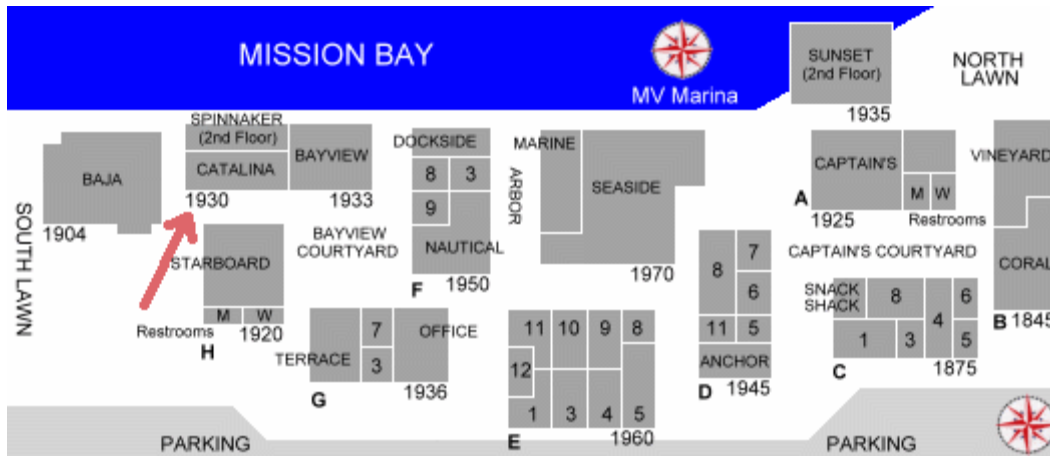 MISSION BAY
MV Marina
SUNSET
(2nd Floor)
1935
NORTH
LAWN
SPINNAKER
(2nd Floor)
CATALINA
1930
BAYVIEW
1933
BAJA
1904
SOUTH LAWN
DOCKSIDE
8 3
9
NAUTICAL
F 1950
BAYVIEW
COURTYARD
MARINE
ARBOR
SEASIDE
1970
CAPTAIN'S
M W
A 1925
Restrooms
VINEYARD
CORAL
B 1845
CAPTAIN'S COURTYARD
STARBOARD
M W
Restrooms
H 1920
TERRACE
7
3
OFFICE
G 1936
11 10 9 8
12
1 3 4 5
E 1960
8 7
6
11 5
ANCHOR
D 1945
SNACK
SHACK
8 4 6
1 3 5
C 1875
PARKING
PARKING